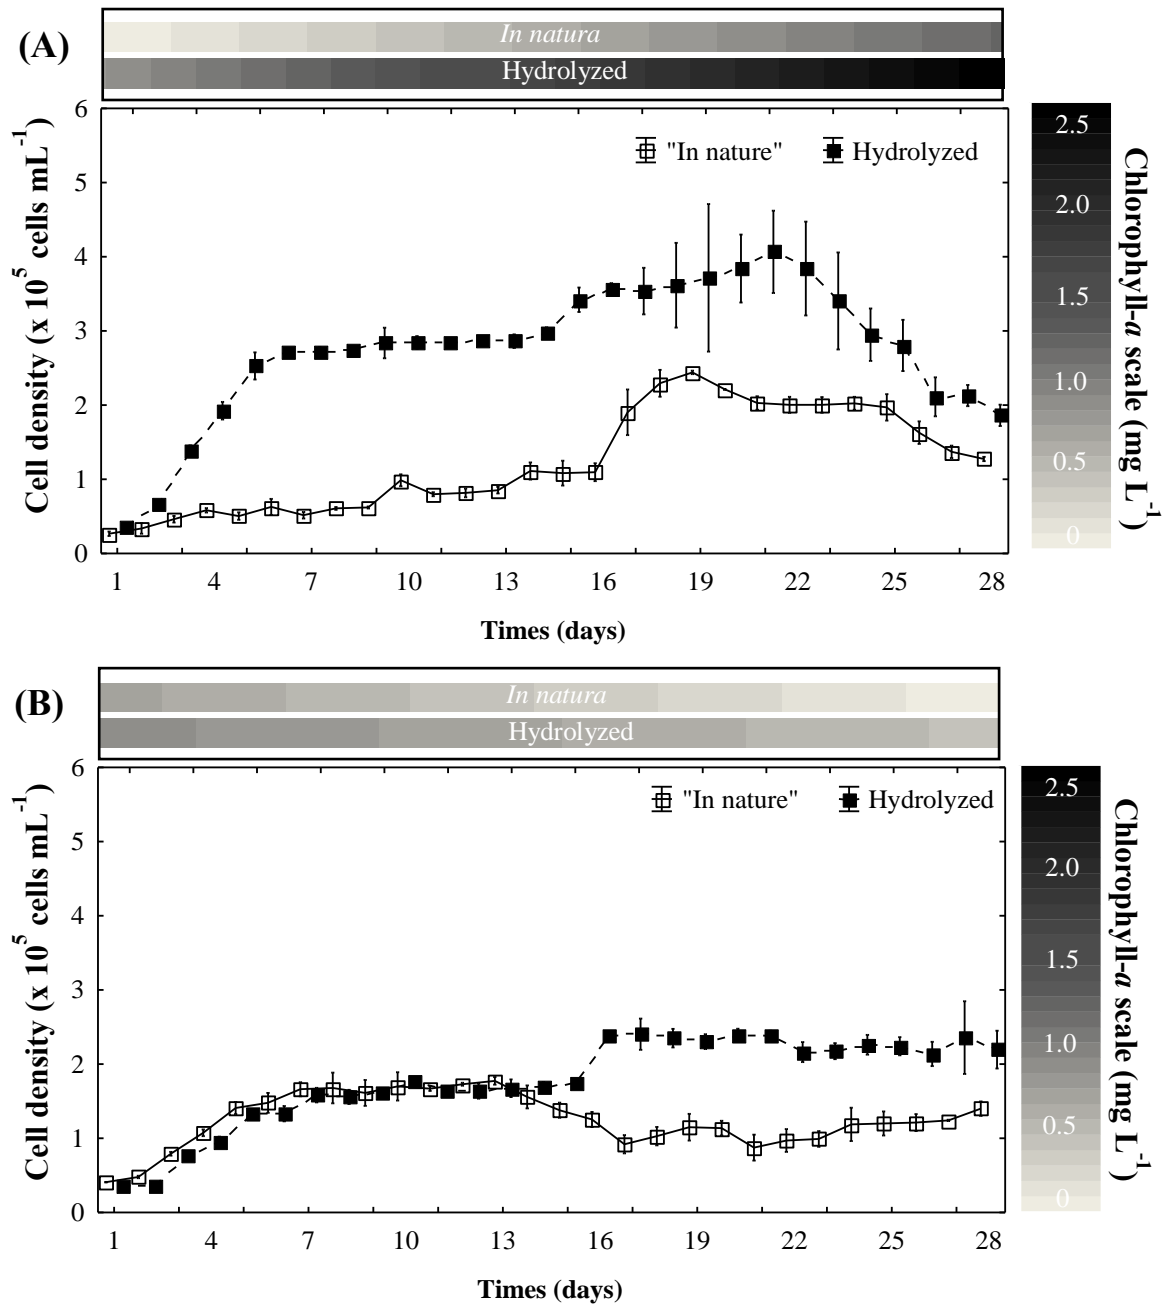 (A)
In natura
Hydrolyzed
"In nature" Hydrolyzed
Cell density (x 10^5 cells mL^-1)
6
5
4
3
2
1
0
1 4 7 10 13 16 19 22 25 28
Times (days)
2.5
2.0
1.5
1.0
0.5
0
Chlorophyll-a scale (mg L^-1)
(B)
In natura
Hydrolyzed
"In nature" Hydrolyzed
Cell density (x 10^5 cells mL^-1)
6
5
4
3
2
1
0
1 4 7 10 13 16 19 22 25 28
Times (days)
2.5
2.0
1.5
1.0
0.5
0
Chlorophyll-a scale (mg L^-1)